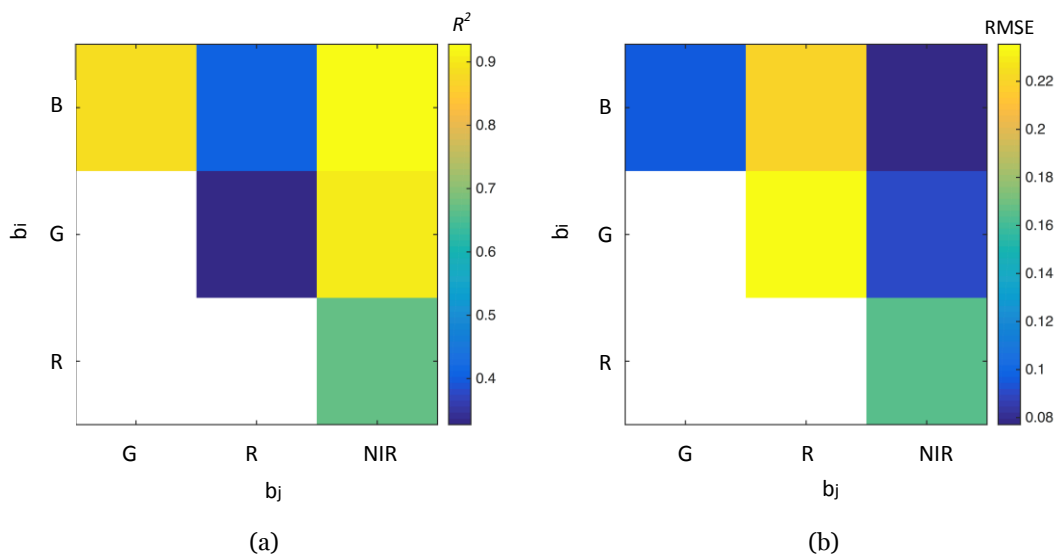 R²
0.9
0.8
0.7
0.6
0.5
0.4
B
G
R
bi
G R NIR
bj
(a)
RMSE
0.22
0.2
0.18
0.16
0.14
0.12
0.1
0.08
B
G
R
bi
G R NIR
bj
(b)